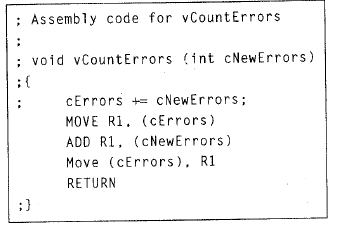 ; Assembly code for vCountErrors
;
; void vCountErrors (int cNewErrors)
;{
;     cErrors += cNewErrors;
      MOVE R1, (cErrors)
      ADD R1, (cNewErrors)
      Move (cErrors), R1
      RETURN
;}